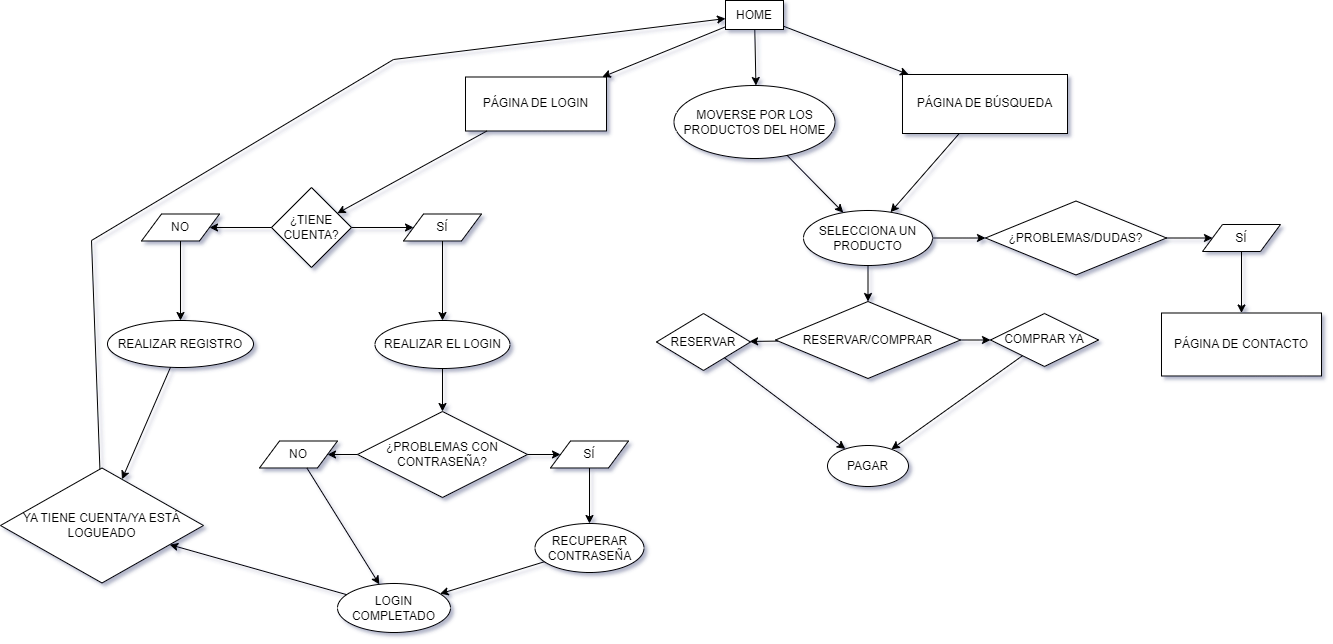 HOME
PÁGINA DE LOGIN
MOVERSE POR LOS
PRODUCTOS DEL HOME
PÁGINA DE BÚSQUEDA
NO
¿TIENE
CUENTA?
SÍ
SELECCIONA UN
PRODUCTO
¿PROBLEMAS/DUDAS?
SÍ
REALIZAR REGISTRO
REALIZAR EL LOGIN
RESERVAR
RESERVAR/COMPRAR
COMPRAR YA
PÁGINA DE CONTACTO
NO
¿PROBLEMAS CON
CONTRASEÑA?
SÍ
PAGAR
YA TIENE CUENTA/YA ESTÁ
LOGUEADO
RECUPERAR
CONTRASEÑA
LOGIN
COMPLETADO